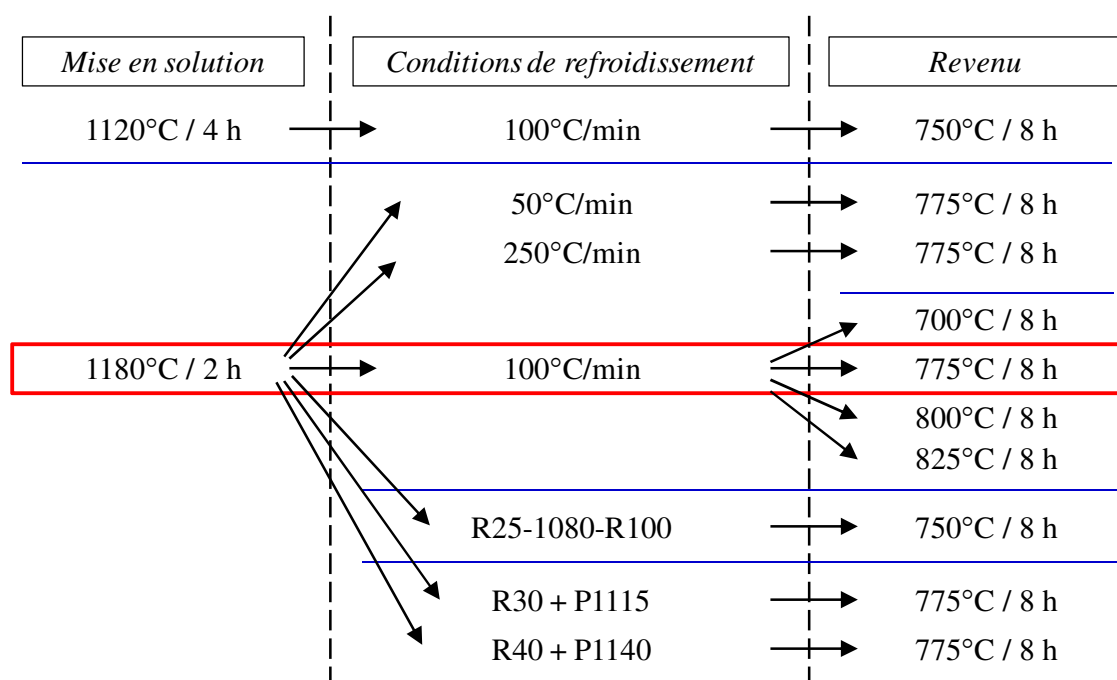 Mise en solution Conditions de refroidissement Revenu
1120°C / 4 h 100°C/min 750°C / 8 h
50°C/min 775°C / 8 h
250°C/min 775°C / 8 h
700°C / 8 h
1180°C / 2 h 100°C/min 775°C / 8 h
800°C / 8 h
825°C / 8 h
R25-1080-R100 750°C / 8 h
R30 + P1115 775°C / 8 h
R40 + P1140 775°C / 8 h